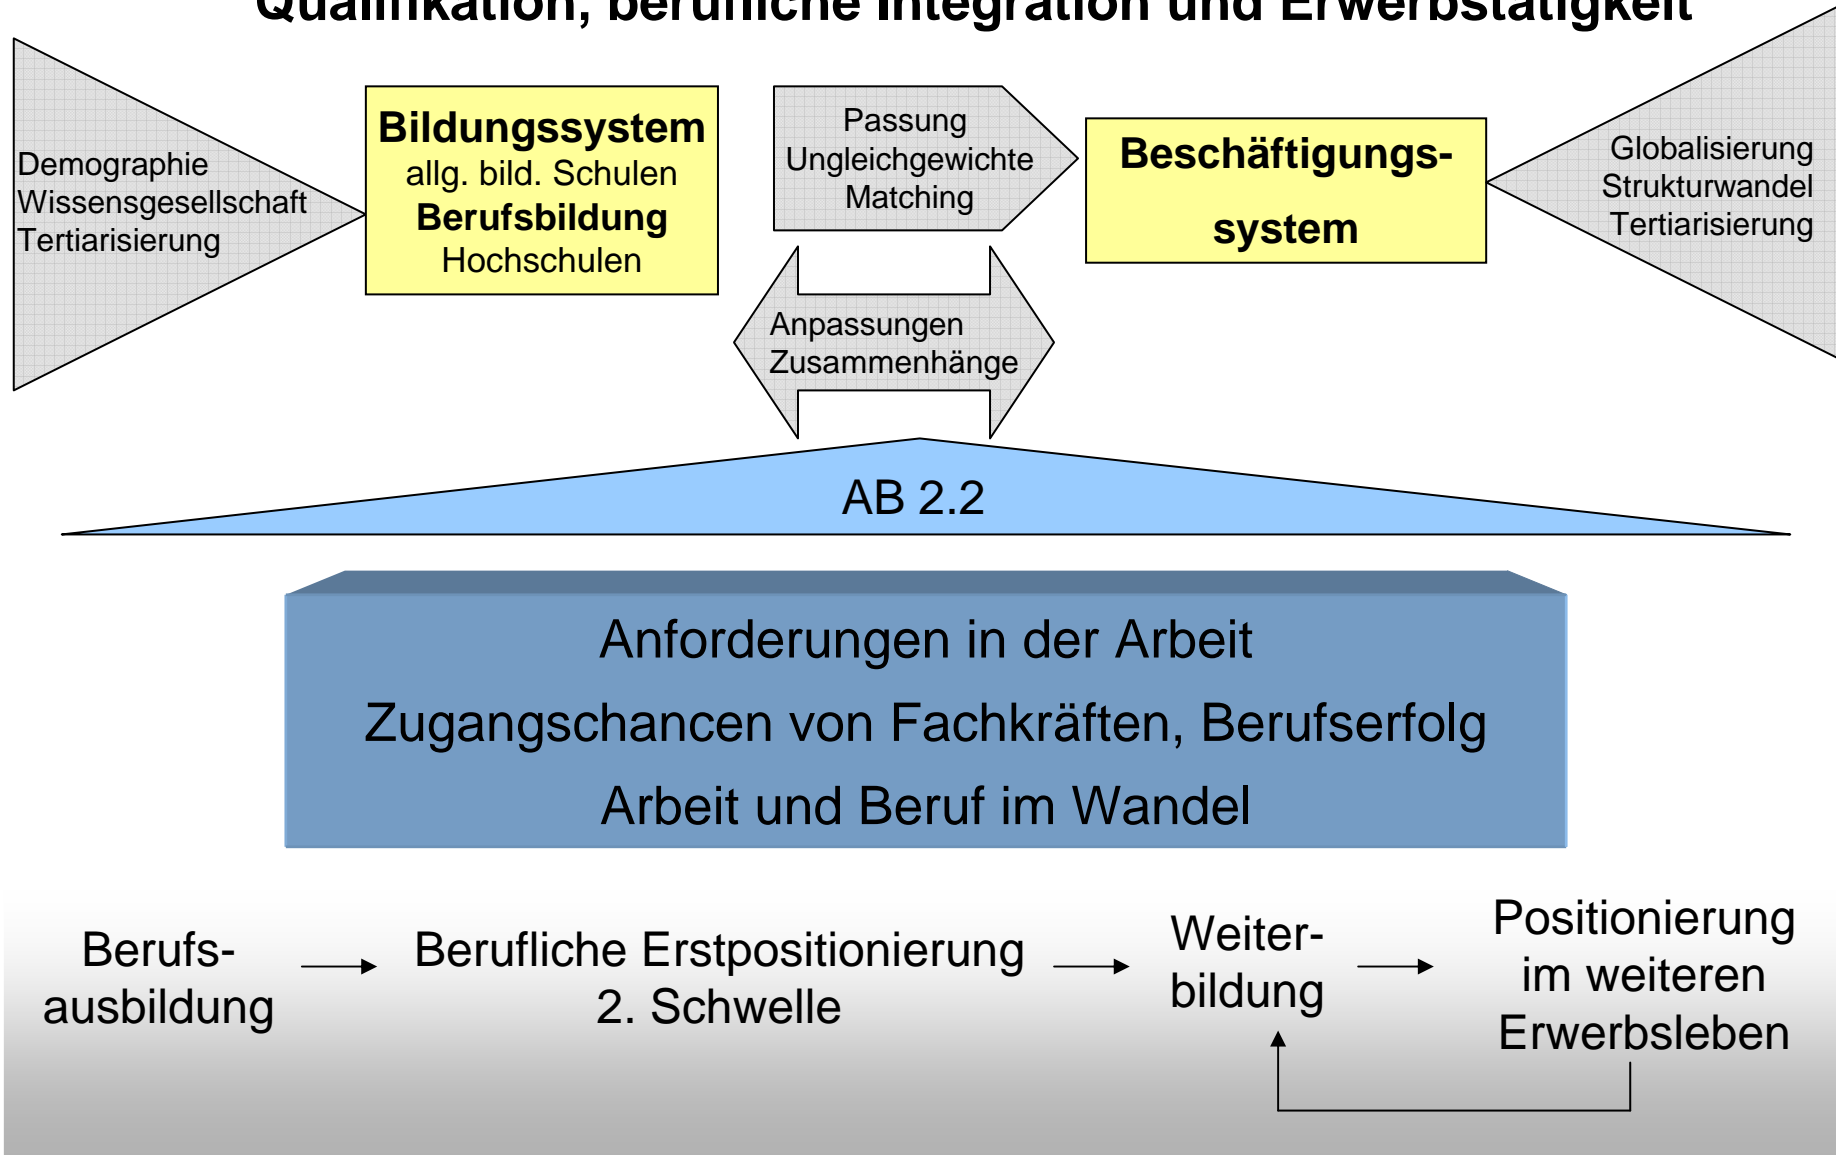 Qualifikation, berufliche Integration und Erwerbstätigkeit
Demographie
Wissensgesellschaft
Tertiarisierung
Bildungssystem
allg. bild. Schulen
Berufsbildung
Hochschulen
Passung
Ungleichgewichte
Matching
Beschäftigungs-
system
Globalisierung
Strukturwandel
Tertiarisierung
Anpassungen
Zusammenhänge
AB 2.2
Anforderungen in der Arbeit
Zugangschancen von Fachkräften, Berufserfolg
Arbeit und Beruf im Wandel
Berufs-
ausbildung
Berufliche Erstpositionierung
2. Schwelle
Weiter-
bildung
Positionierung
im weiteren
Erwerbsleben